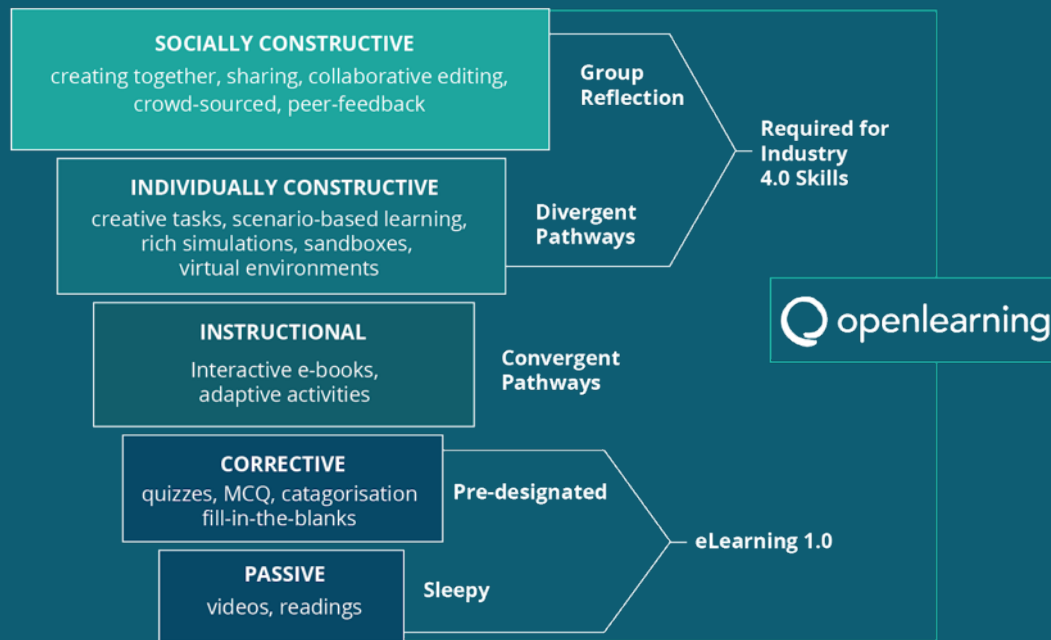 SOCIALLY CONSTRUCTIVE
creating together, sharing, collaborative editing,
crowd-sourced, peer-feedback
Group
Reflection
Required for
Industry
4.0 Skills
INDIVIDUALLY CONSTRUCTIVE
creative tasks, scenario-based learning,
rich simulations, sandboxes,
virtual environments
Divergent
Pathways
openlearning
INSTRUCTIONAL
Interactive e-books,
adaptive activities
Convergent
Pathways
CORRECTIVE
quizzes, MCQ, catagorisation
fill-in-the-blanks
Pre-designated
eLearning 1.0
PASSIVE
videos, readings
Sleepy